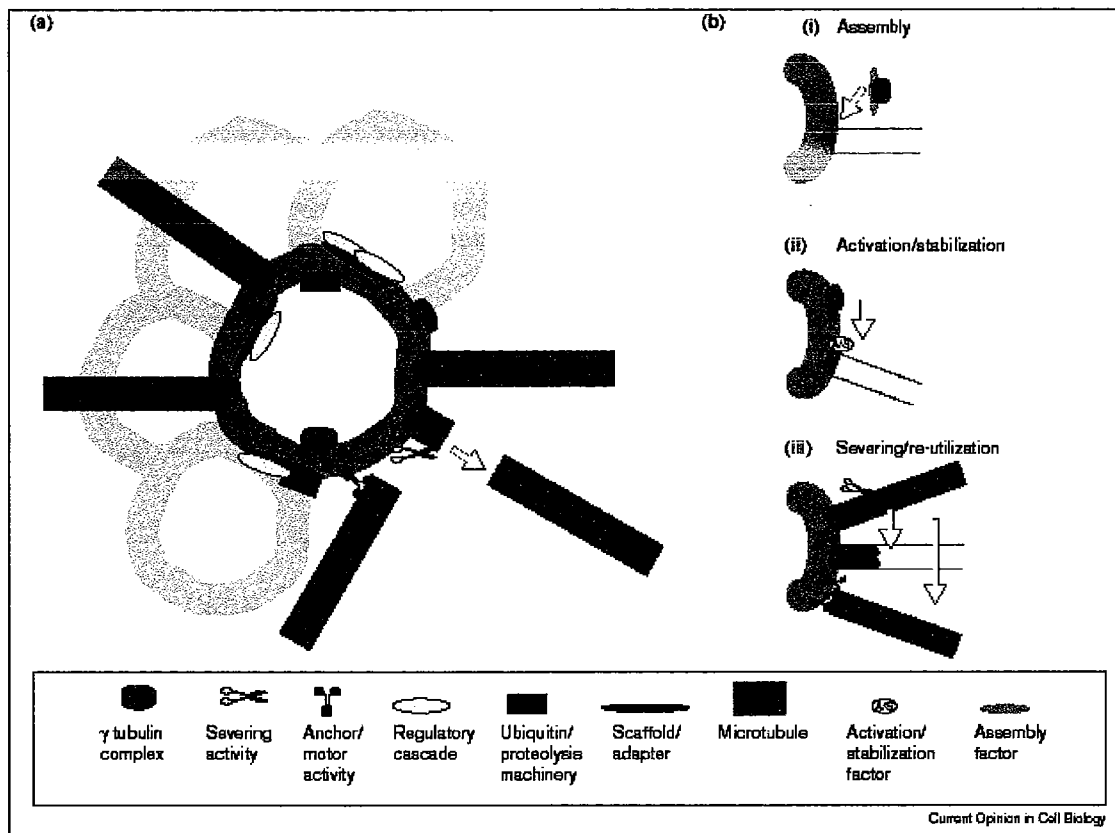 (a)
(b)
(i) Assembly
(ii) Activation/stabilization
A/S
(iii) Severing/re-utilization
γ tubulin complex
Severing activity
Anchor/ motor activity
Regulatory cascade
Ubiquitin/ proteolysis machinery
Scaffold/ adapter
Microtubule
A/S
Activation/ stabilization factor
Assembly factor
Current Opinion in Cell Biology